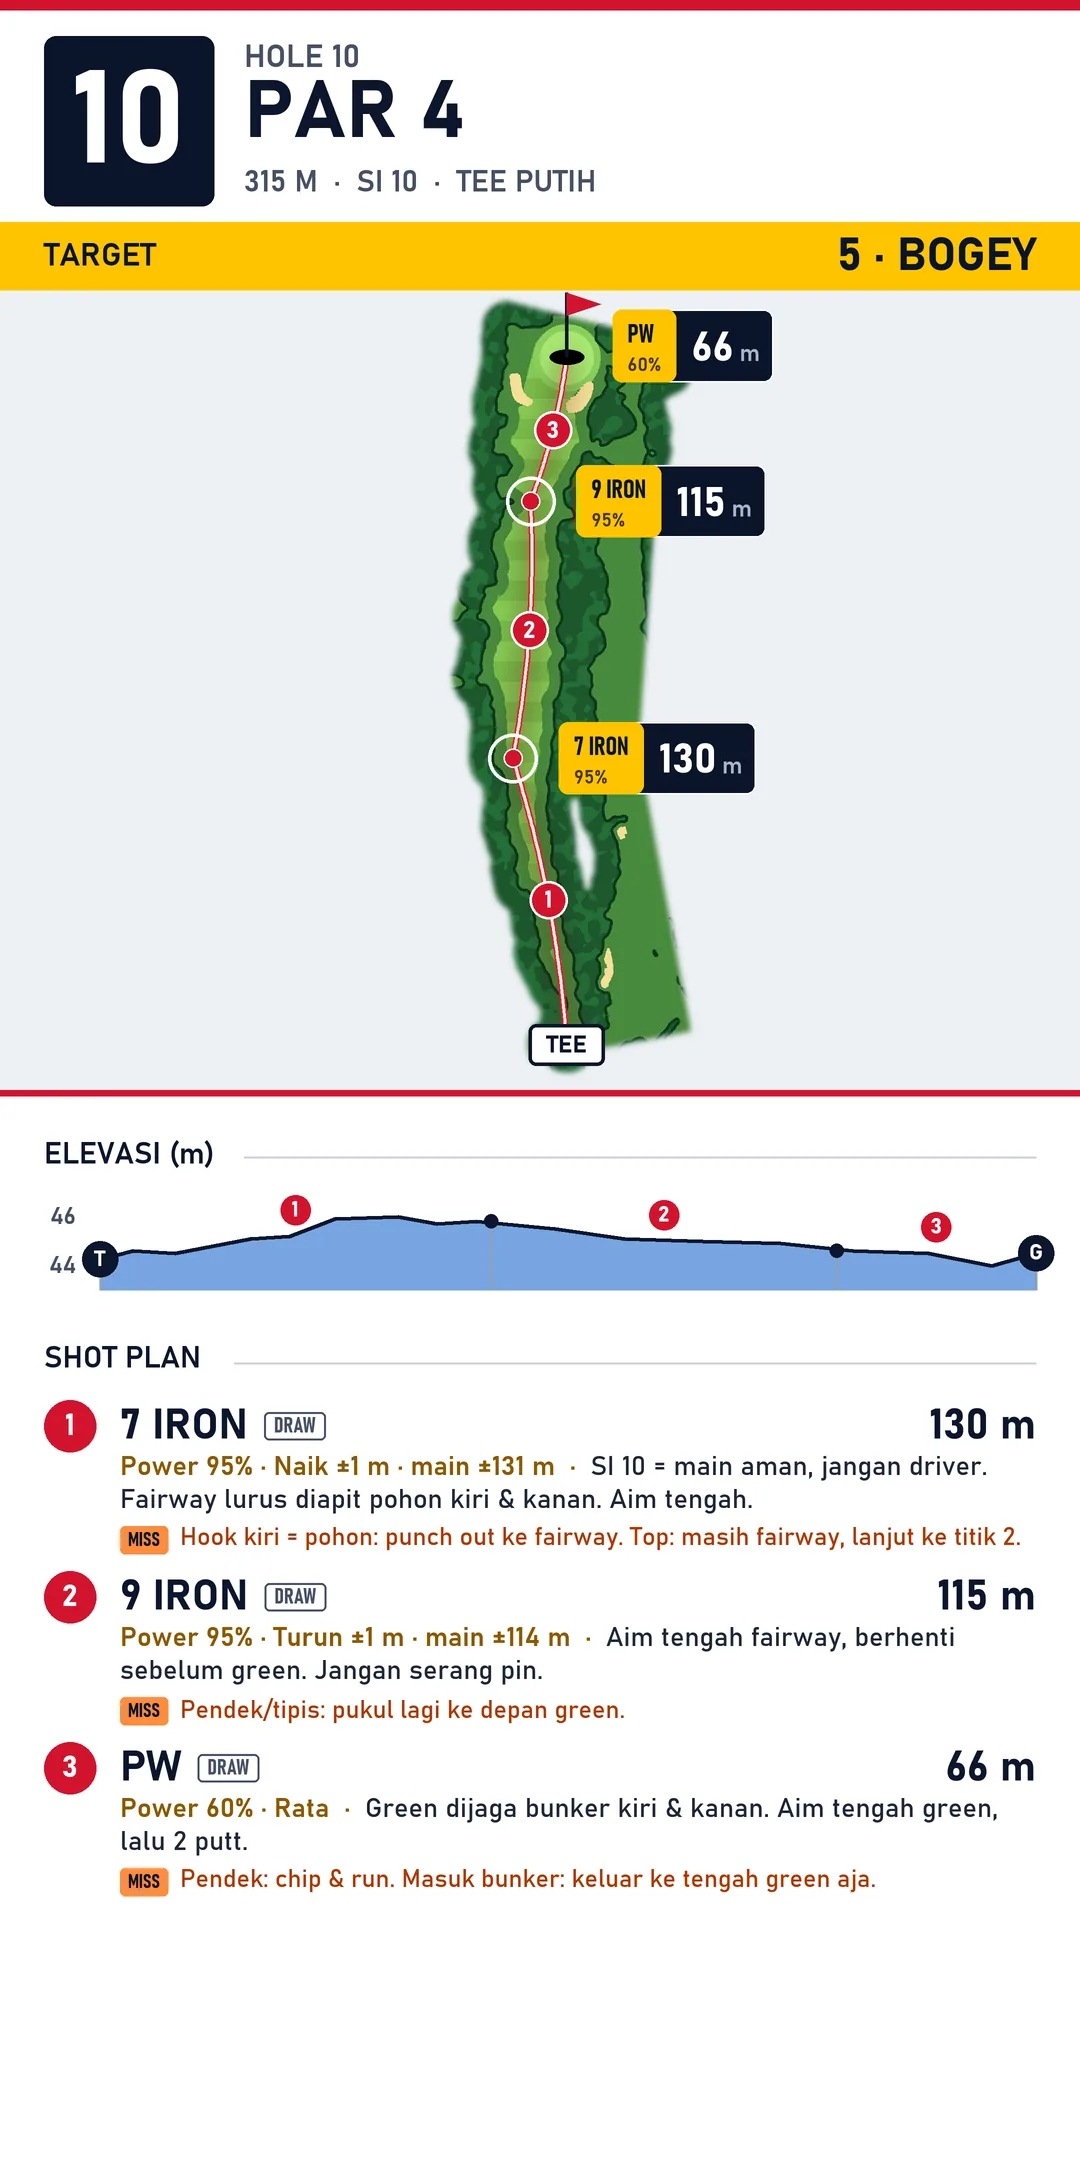 10
HOLE 10
PAR 4
315 M · SI 10 · TEE PUTIH
TARGET
5 · BOGEY
PW
60%
66 m
3
9 IRON
95%
115 m
2
7 IRON
95%
130 m
1
TEE
ELEVASI (m)
46
44
T
1
2
3
G
SHOT PLAN
1
7 IRON
DRAW
130 m
Power 95% · Naik ±1 m · main ±131 m · SI 10 = main aman, jangan driver.
Fairway lurus diapit pohon kiri & kanan. Aim tengah.
MISS Hook kiri = pohon: punch out ke fairway. Top: masih fairway, lanjut ke titik 2.
2
9 IRON
DRAW
115 m
Power 95% · Turun ±1 m · main ±114 m · Aim tengah fairway, berhenti
sebelum green. Jangan serang pin.
MISS Pendek/tipis: pukul lagi ke depan green.
3
PW
DRAW
66 m
Power 60% · Rata · Green dijaga bunker kiri & kanan. Aim tengah green,
lalu 2 putt.
MISS Pendek: chip & run. Masuk bunker: keluar ke tengah green aja.